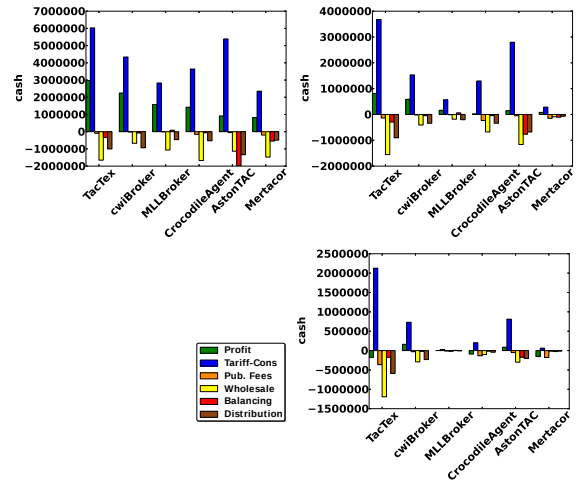 7000000
6000000
5000000
4000000
3000000
2000000
1000000
0
−1000000
−2000000
cash
TacTex
cwiBroker
MLLBroker
CrocodileAgent
AstonTAC
Mertacor
4000000
3000000
2000000
1000000
0
−1000000
−2000000
cash
TacTex
cwiBroker
MLLBroker
CrocodileAgent
AstonTAC
Mertacor
2500000
2000000
1500000
1000000
500000
0
−500000
−1000000
−1500000
cash
TacTex
cwiBroker
MLLBroker
CrocodileAgent
AstonTAC
Mertacor
Profit
Tariff-Cons
Pub. Fees
Wholesale
Balancing
Distribution